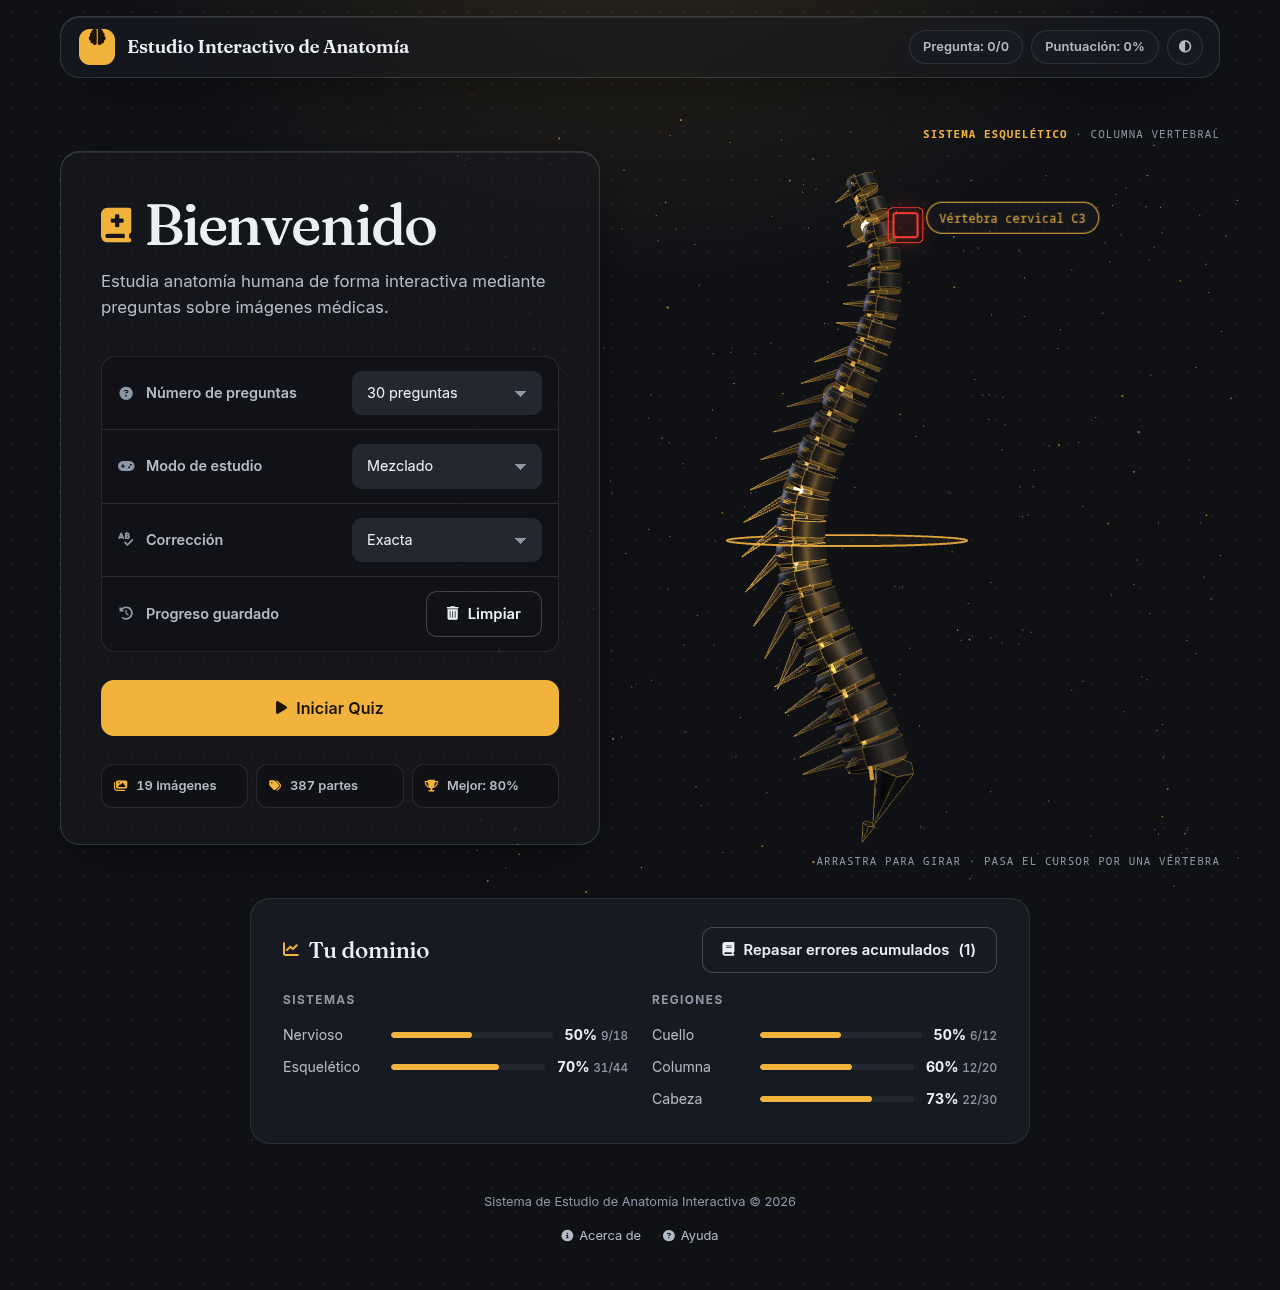 Estudio Interactivo de Anatomía
Pregunta: 0/0
Puntuación: 0%
SISTEMA ESQUELÉTICO · COLUMNA VERTEBRAL
Bienvenido
Estudia anatomía humana de forma interactiva mediante
preguntas sobre imágenes médicas.
Número de preguntas
30 preguntas
Modo de estudio
Mezclado
Corrección
Exacta
Progreso guardado
Limpiar
Iniciar Quiz
19 imágenes
387 partes
Mejor: 80%
Vértebra cervical C3
ARRASTRA PARA GIRAR · PASA EL CURSOR POR UNA VÉRTEBRA
Tu dominio
Repasar errores acumulados (1)
SISTEMAS
Nervioso 50% 9/18
Esquelético 70% 31/44
REGIONES
Cuello 50% 6/12
Columna 60% 12/20
Cabeza 73% 22/30
Sistema de Estudio de Anatomía Interactiva © 2026
Acerca de
Ayuda